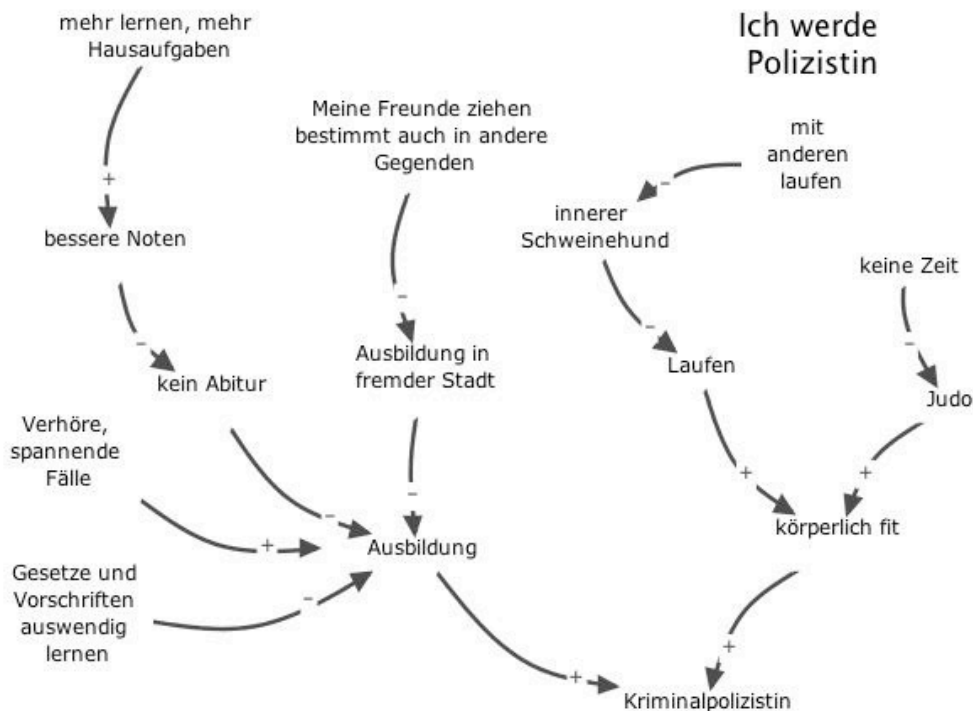 Ich werde
Polizistin
mehr lernen, mehr
Hausaufgaben
+
bessere Noten
–
kein Abitur
–
Meine Freunde ziehen
bestimmt auch in andere
Gegenden
–
Ausbildung in
fremder Stadt
–
mit
anderen
laufen
–
innerer
Schweinehund
–
Laufen
+
keine Zeit
–
Judo
+
körperlich fit
+
Verhöre,
spannende
Fälle
+
Ausbildung
Gesetze und
Vorschriften
auswendig
lernen
–
+
Kriminalpolizistin